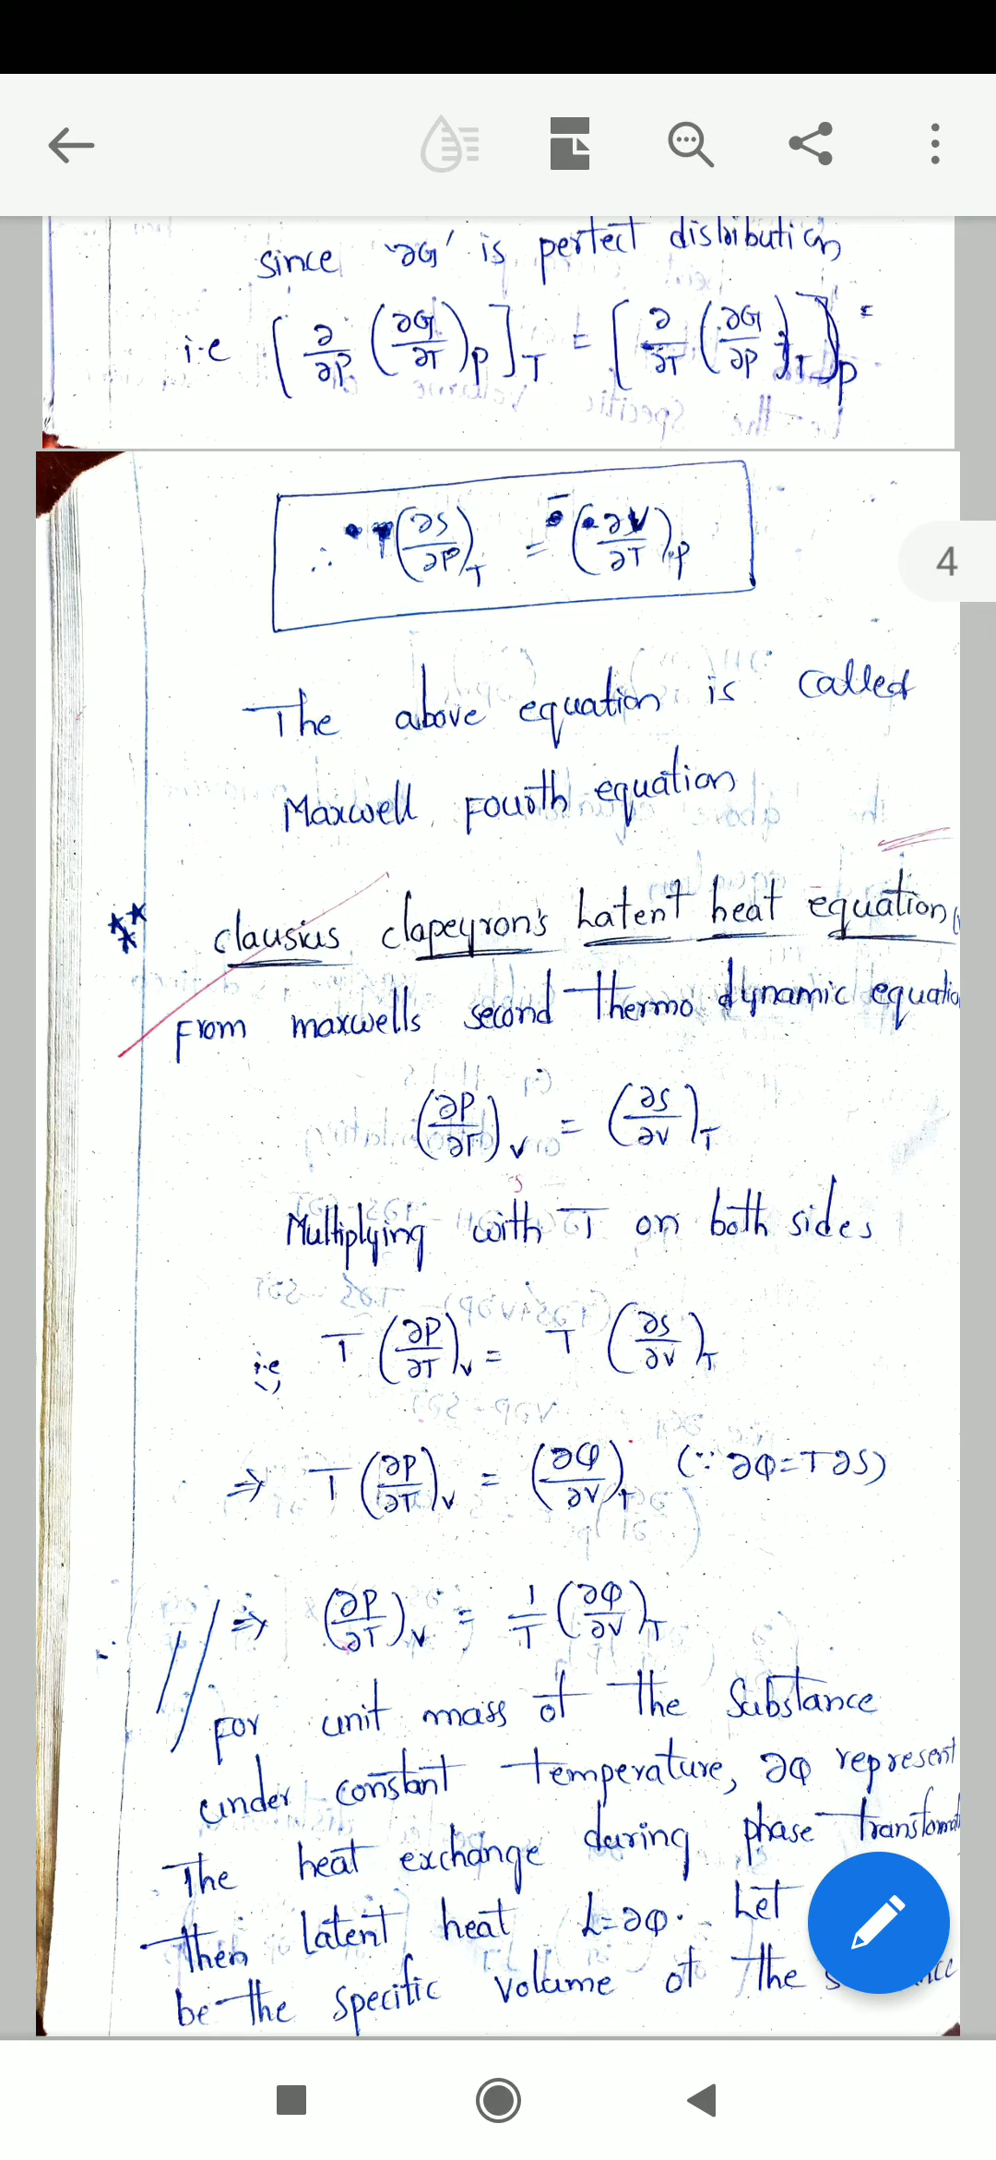 since '∂G' is perfect distribution
i.e [∂/∂P (∂G/∂T)P]T = [∂/∂T (∂G/∂P)T]P
4
∴ (∂S/∂P)T = -(∂V/∂T)P
The above equation is called
Maxwell Fourth equation
clausius clapeyron's Latent heat equation
From maxwells second Thermo dynamic equatio
(∂P/∂T)V = (∂S/∂V)T
Multiplying with T on both sides
i.e, T (∂P/∂T)V = T (∂S/∂V)T
⇒ T (∂P/∂T)V = (∂Q/∂V)T (∵ ∂Q=T∂S)
⇒ (∂P/∂T)V = 1/T (∂Q/∂V)T
For unit mass of the Substance
under constant temperature, ∂Q represent
The heat exchange during phase transform
Then latent heat L=∂Q. Let
be the specific volume of the